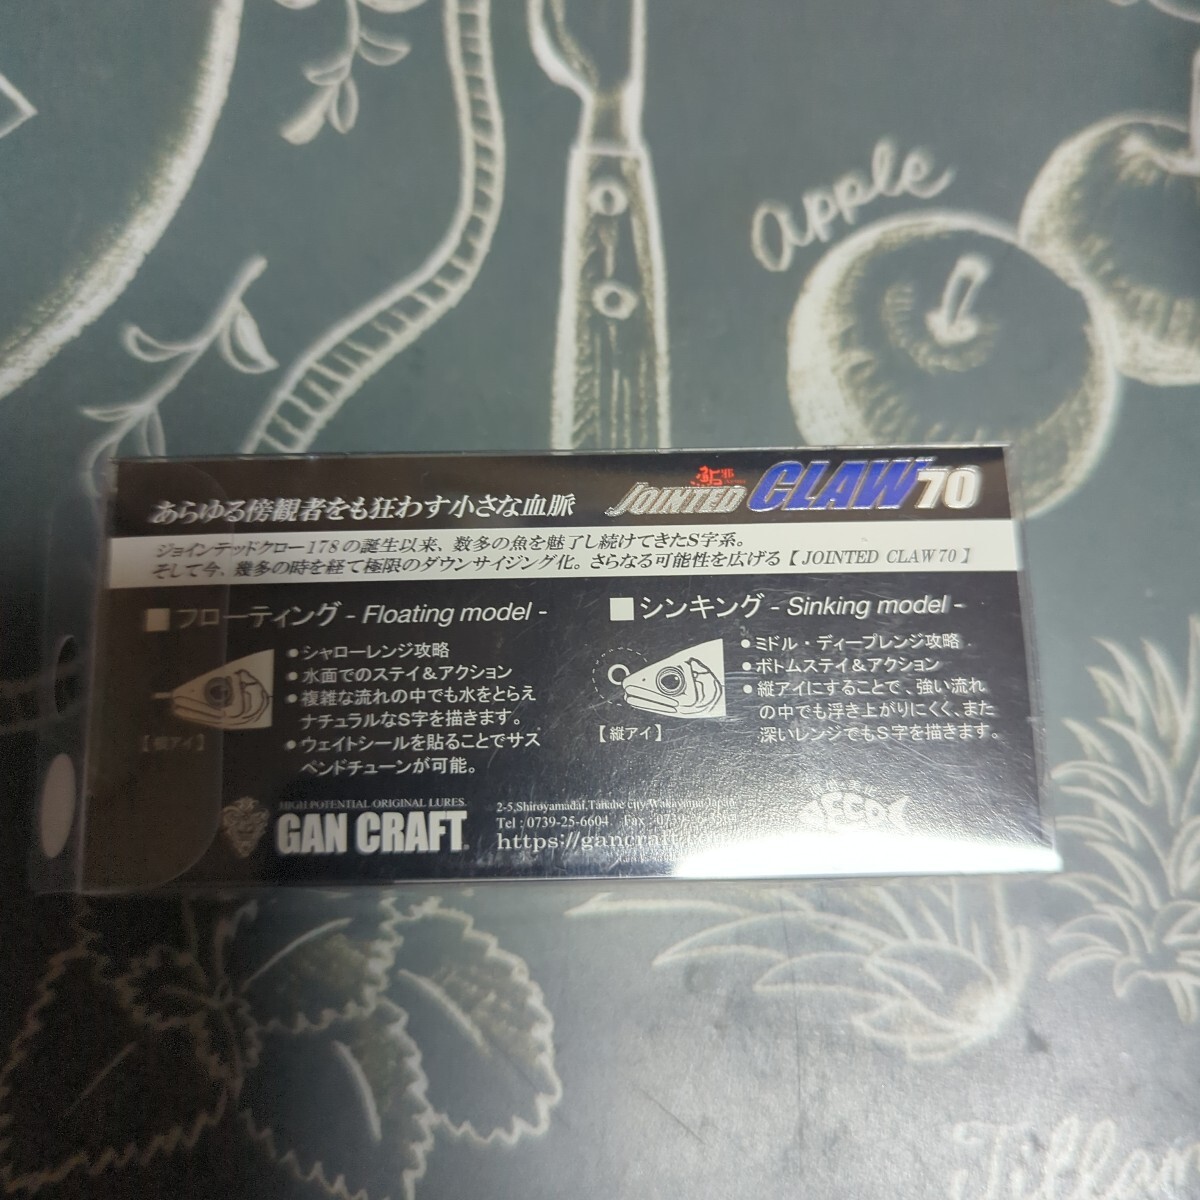 apple
あらゆる傍観者をも狂わす小さな血脈
JOINTED CLAW 70
ジョインテッドクロー178の誕生以来、数多の魚を魅了し続けてきたS字系。
そして今、幾多の時を経て極限のダウンサイジング化。さらなる可能性を広げる【JOINTED CLAW 70】
■フローティング - Floating model -
●シャローレンジ攻略
●水面でのステイ&アクション
●複雑な流れの中でも水をとらえ
ナチュラルなS字を描きます。
●ウェイトシールを貼ることでサス
ペンドチューンが可能。
【横アイ】
■シンキング - Sinking model -
●ミドル・ディープレンジ攻略
●ボトムステイ&アクション
●縦アイにすることで、強い流れ
の中でも浮き上がりにくく、また
深いレンジでもS字を描きます。
【縦アイ】
HIGH POTENTIAL ORIGINAL LURES.
GAN CRAFT
2-5,Shiroyamadai,Tanabe city,Wakayama Japan
Tel : 0739-25-6604 Fax : 0739
https://gancraft